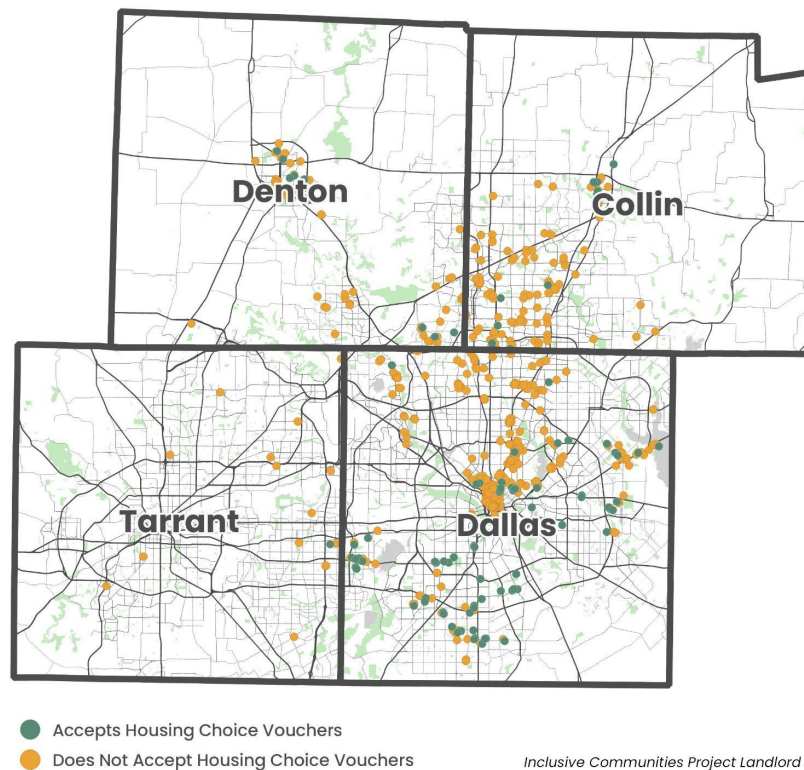 Denton
Collin
Tarrant
Dallas
Accepts Housing Choice Vouchers
Does Not Accept Housing Choice Vouchers
Inclusive Communities Project Landlord